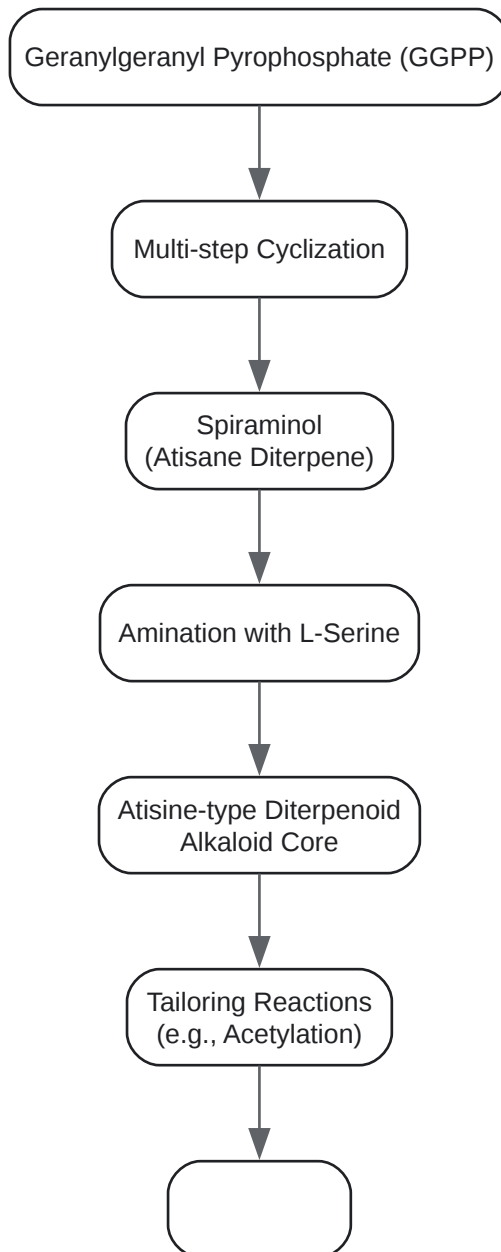 Geranylgeranyl Pyrophosphate (GGPP)
Multi-step Cyclization
Spiraminol
(Atisane Diterpene)
Amination with L-Serine
Atisine-type Diterpenoid
Alkaloid Core
Tailoring Reactions
(e.g., Acetylation)